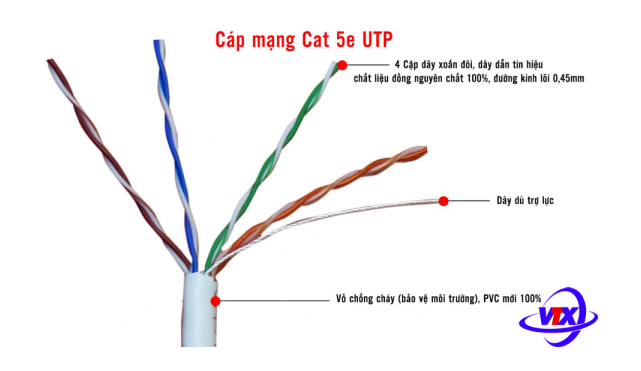 Cáp mạng Cat 5e UTP
4 Cặp dây xoắn đôi, dây dẫn tín hiệu
chất liệu đồng nguyên chất 100%, đường kính lõi 0,45mm
Dây dù trợ lực
Vỏ chống cháy (bảo vệ môi trường), PVC mới 100%
VTX